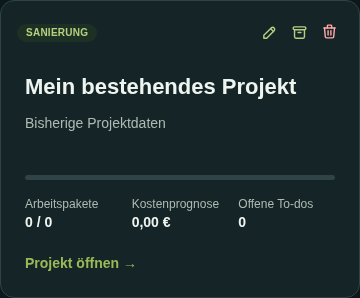 SANIERUNG
Mein bestehendes Projekt
Bisherige Projektdaten
Arbeitspakete Kostenprognose Offene To-dos
0 / 0 0,00 € 0
Projekt öffnen →